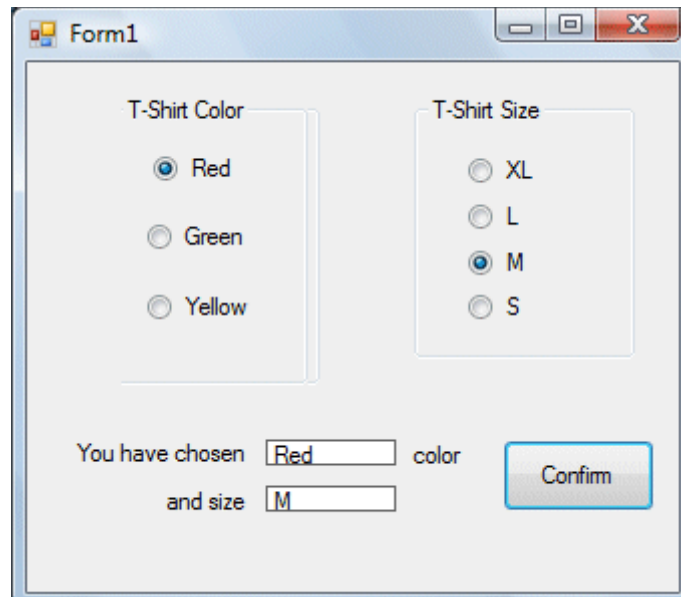 Form1
T-Shirt Color
Red
Green
Yellow
T-Shirt Size
XL
L
M
S
You have chosen Red color
and size M
Confirm